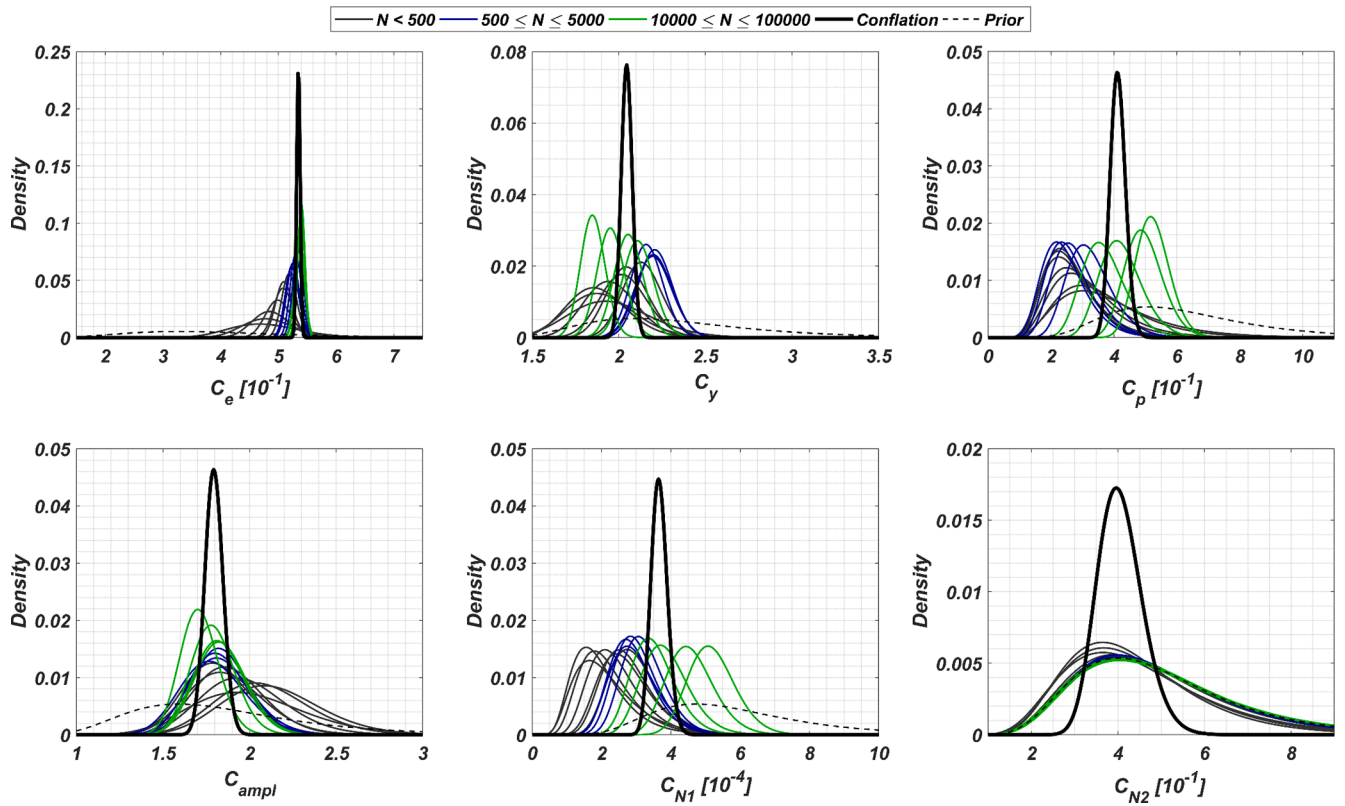 N < 500 500 ≤ N ≤ 5000 10000 ≤ N ≤ 100000 Conflation Prior
0.25
0.2
0.15
0.1
0.05
0
Density
2 3 4 5 6 7
C_e [10^-1]
0.08
0.06
0.04
0.02
0
Density
1.5 2 2.5 3 3.5
C_y
0.05
0.04
0.03
0.02
0.01
0
Density
0 2 4 6 8 10
C_p [10^-1]
0.05
0.04
0.03
0.02
0.01
0
Density
1 1.5 2 2.5 3
C_ampl
0.05
0.04
0.03
0.02
0.01
0
Density
0 2 4 6 8 10
C_N1 [10^-4]
0.02
0.015
0.01
0.005
0
Density
2 4 6 8
C_N2 [10^-1]